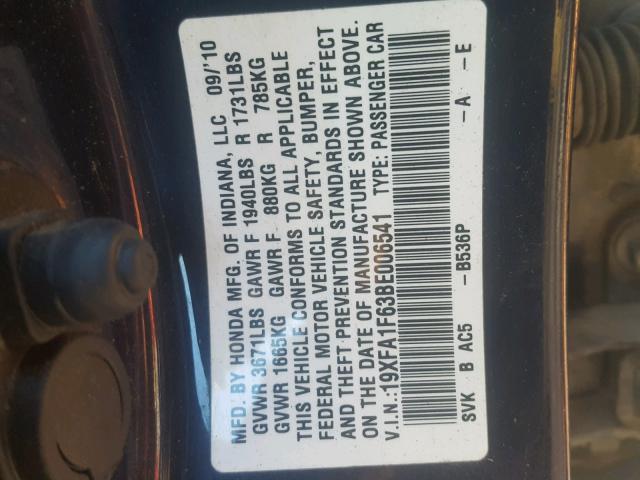 MFD. BY HONDA MFG. OF INDIANA, LLC 09/'10
GVWR 3671LBS GAWR F 1940LBS R 1731LBS
GVWR 1665KG GAWR F 880KG R 785KG
THIS VEHICLE CONFORMS TO ALL APPLICABLE
FEDERAL MOTOR VEHICLE SAFETY, BUMPER,
AND THEFT PREVENTION STANDARDS IN EFFECT
ON THE DATE OF MANUFACTURE SHOWN ABOVE.
V.I.N.:19XFA1F63BE006541 TYPE: PASSENGER CAR
SVK B AC5 –B536P –A –E